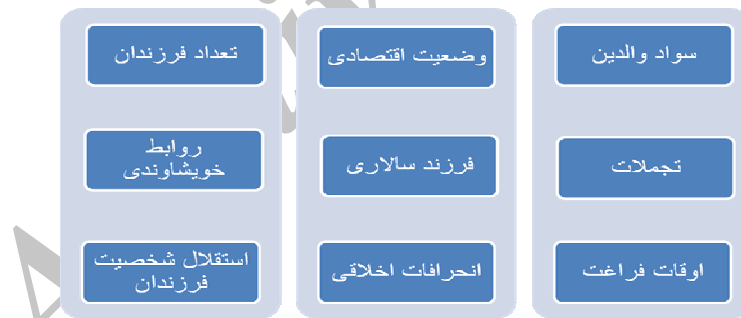 سواد والدین
تجملات
اوقات فراغت
وضعیت اقتصادی
فرزند سالاری
انحرافات اخلاقی
تعداد فرزندان
روابط
خویشاوندی
استقلال شخصیت
فرزندان